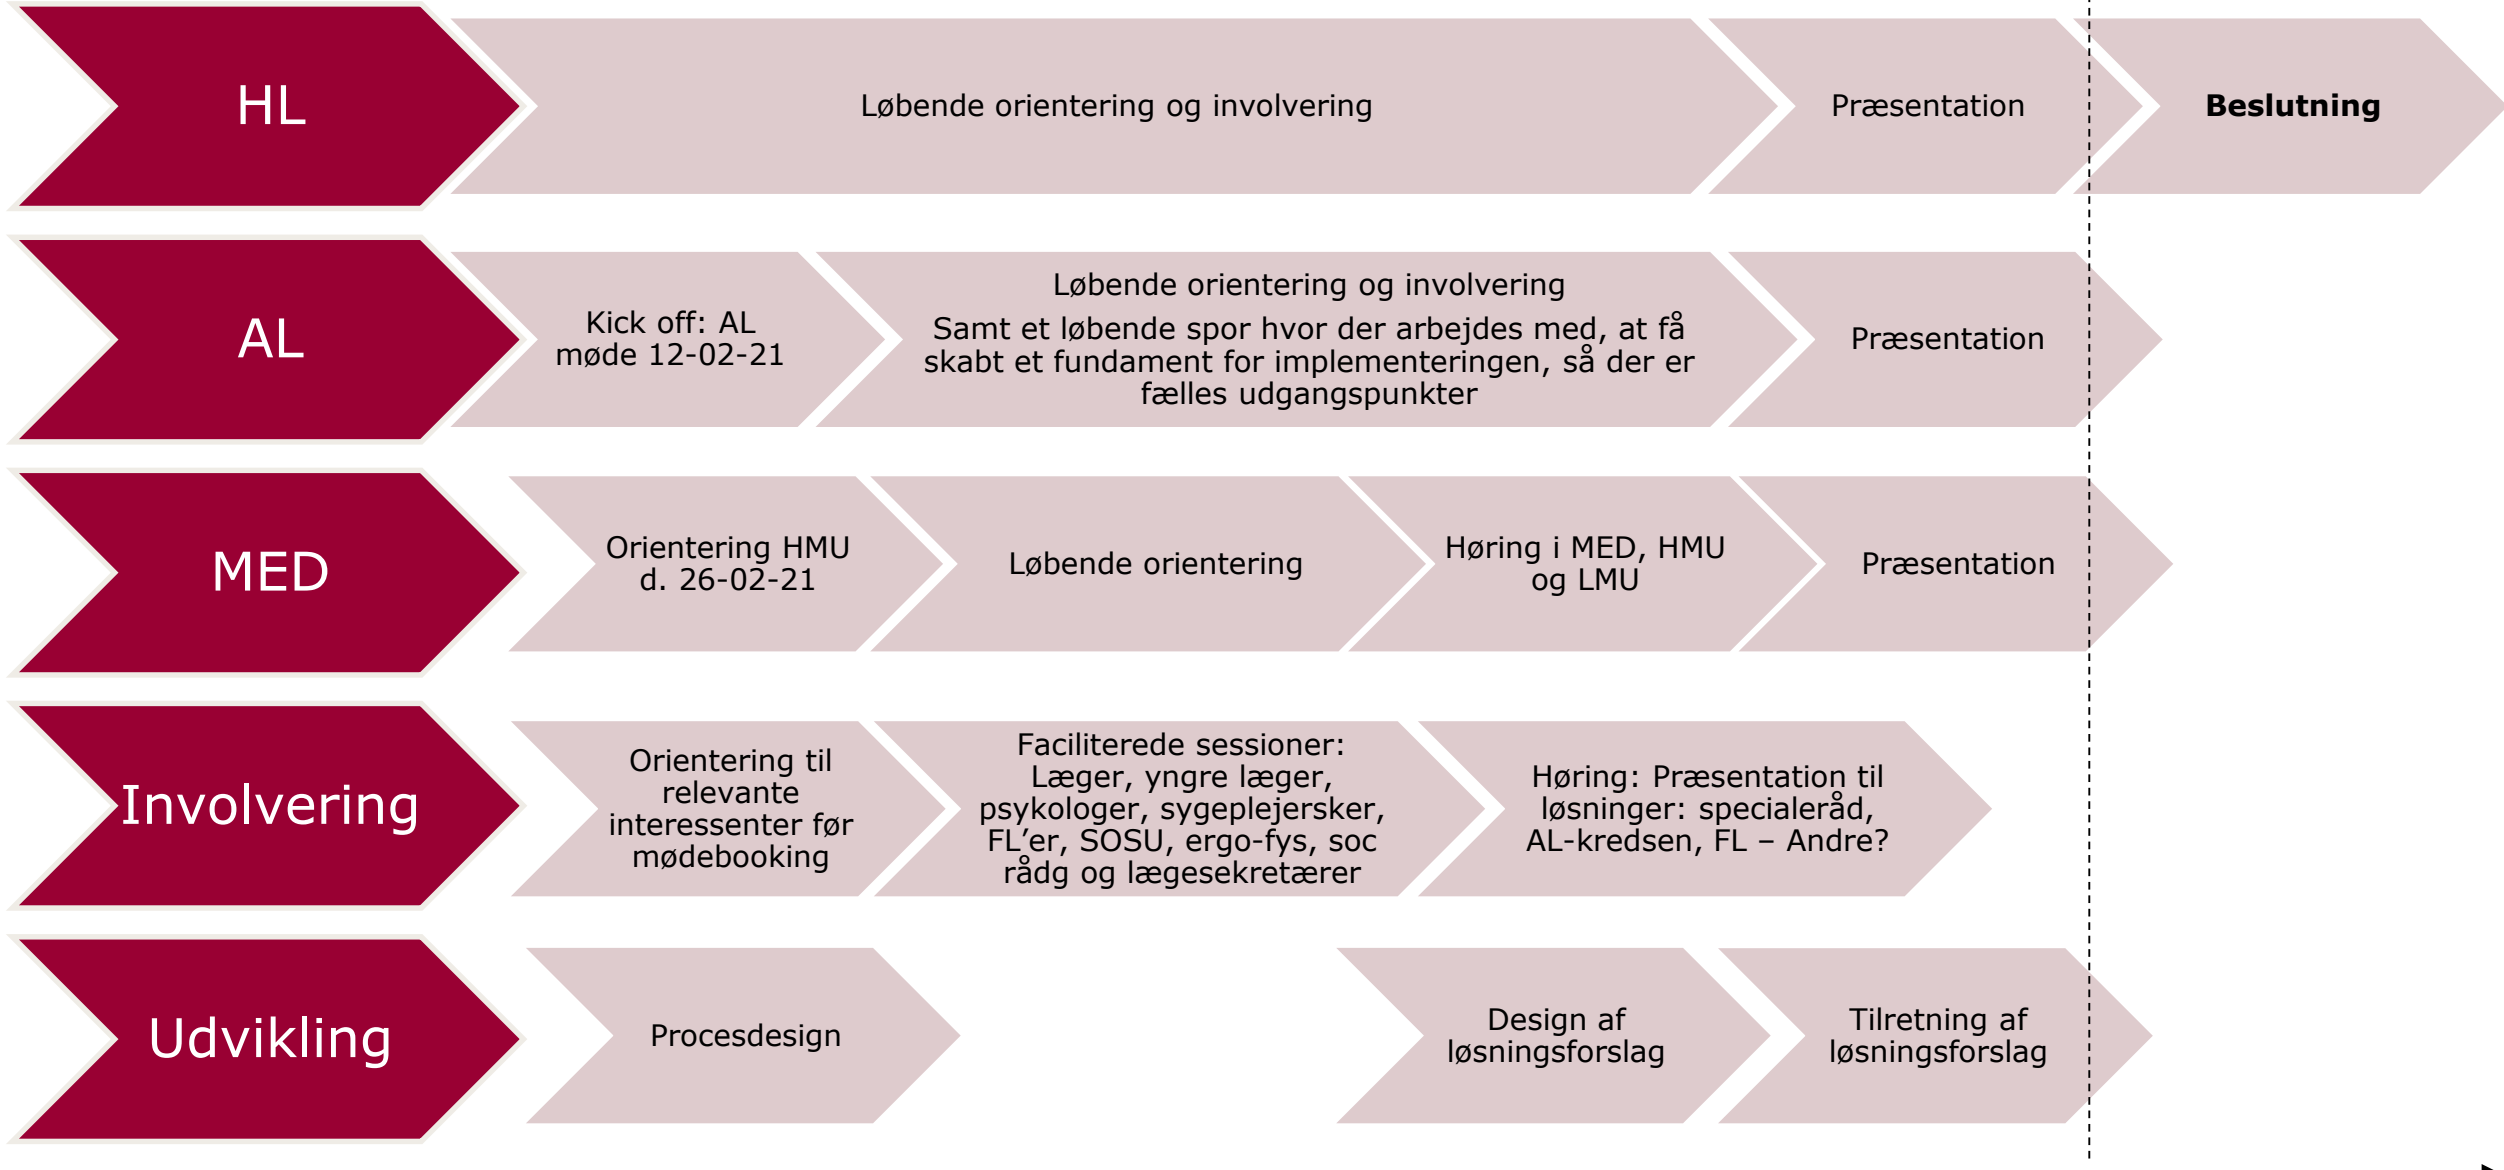 HL
Løbende orientering og involvering
Præsentation
Beslutning
AL
Kick off: AL
møde 12-02-21
Løbende orientering og involvering
Samt et løbende spor hvor der arbejdes med, at få
skabt et fundament for implementeringen, så der er
fælles udgangspunkter
Præsentation
MED
Orientering HMU
d. 26-02-21
Løbende orientering
Høring i MED, HMU
og LMU
Præsentation
Involvering
Orientering til
relevante
interessenter før
mødebooking
Faciliterede sessioner:
Læger, yngre læger,
psykologer, sygeplejersker,
FL’er, SOSU, ergo-fys, soc
rådg og lægesekretærer
Høring: Præsentation til
løsninger: specialeråd,
AL-kredsen, FL – Andre?
Udvikling
Procesdesign
Design af
løsningsforslag
Tilretning af
løsningsforslag